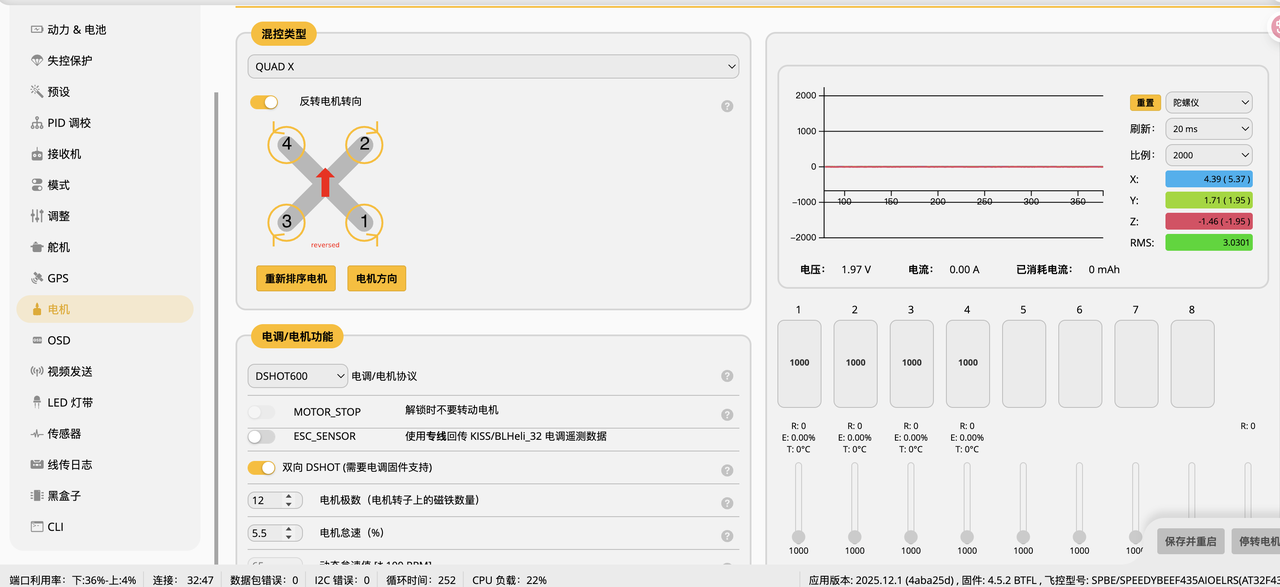 动力 & 电池
失控保护
预设
PID 调校
接收机
模式
调整
舵机
GPS
电机
OSD
视频发送
LED 灯带
传感器
线传日志
黑盒子
CLI
混控类型
QUAD X
反转电机转向
4
2
3
1
reversed
重新排序电机
电机方向
电调/电机功能
DSHOT600
电调/电机协议
MOTOR_STOP
解锁时不要转动电机
ESC_SENSOR
使用专线回传 KISS/BLHeli_32 电调遥测数据
双向 DSHOT (需要电调固件支持)
12
电机极数（电机转子上的磁铁数量）
5.5
电机怠速（%）
2000
1000
0
−1000
−2000
100 150 200 250 300 350
重置
陀螺仪
刷新：
20 ms
比例：
2000
X:
4.39 ( 5.37 )
Y:
1.71 ( 1.95 )
Z:
-1.46 ( -1.95 )
RMS:
3.0301
电压： 1.97 V 电流： 0.00 A 已消耗电流： 0 mAh
1 2 3 4 5 6 7 8
1000 1000 1000 1000
R: 0 R: 0 R: 0 R: 0 R: 0
E: 0.00% E: 0.00% E: 0.00% E: 0.00%
T: 0°C T: 0°C T: 0°C T: 0°C
1000 1000 1000 1000 1000 1000
保存并重启
停转电机
端口利用率：下:36%-上:4% 连接： 32:47 数据包错误：0 I2C 错误：0 循环时间：252 CPU 负载：22%
应用版本: 2025.12.1 (4aba25d) , 固件: 4.5.2 BTFL , 飞控型号: SPBE/SPEEDYBEEF435AIOELRS(AT32F43